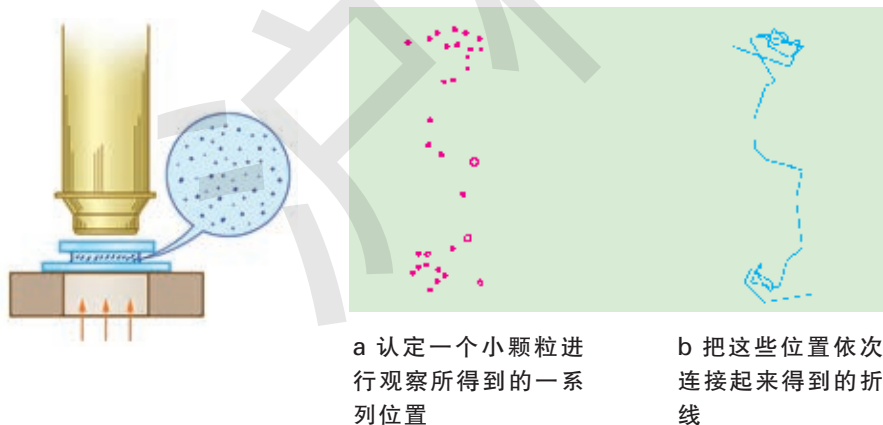 a 认定一个小颗粒进
行观察所得到的一系
列位置
b 把这些位置依次
连接起来得到的折
线